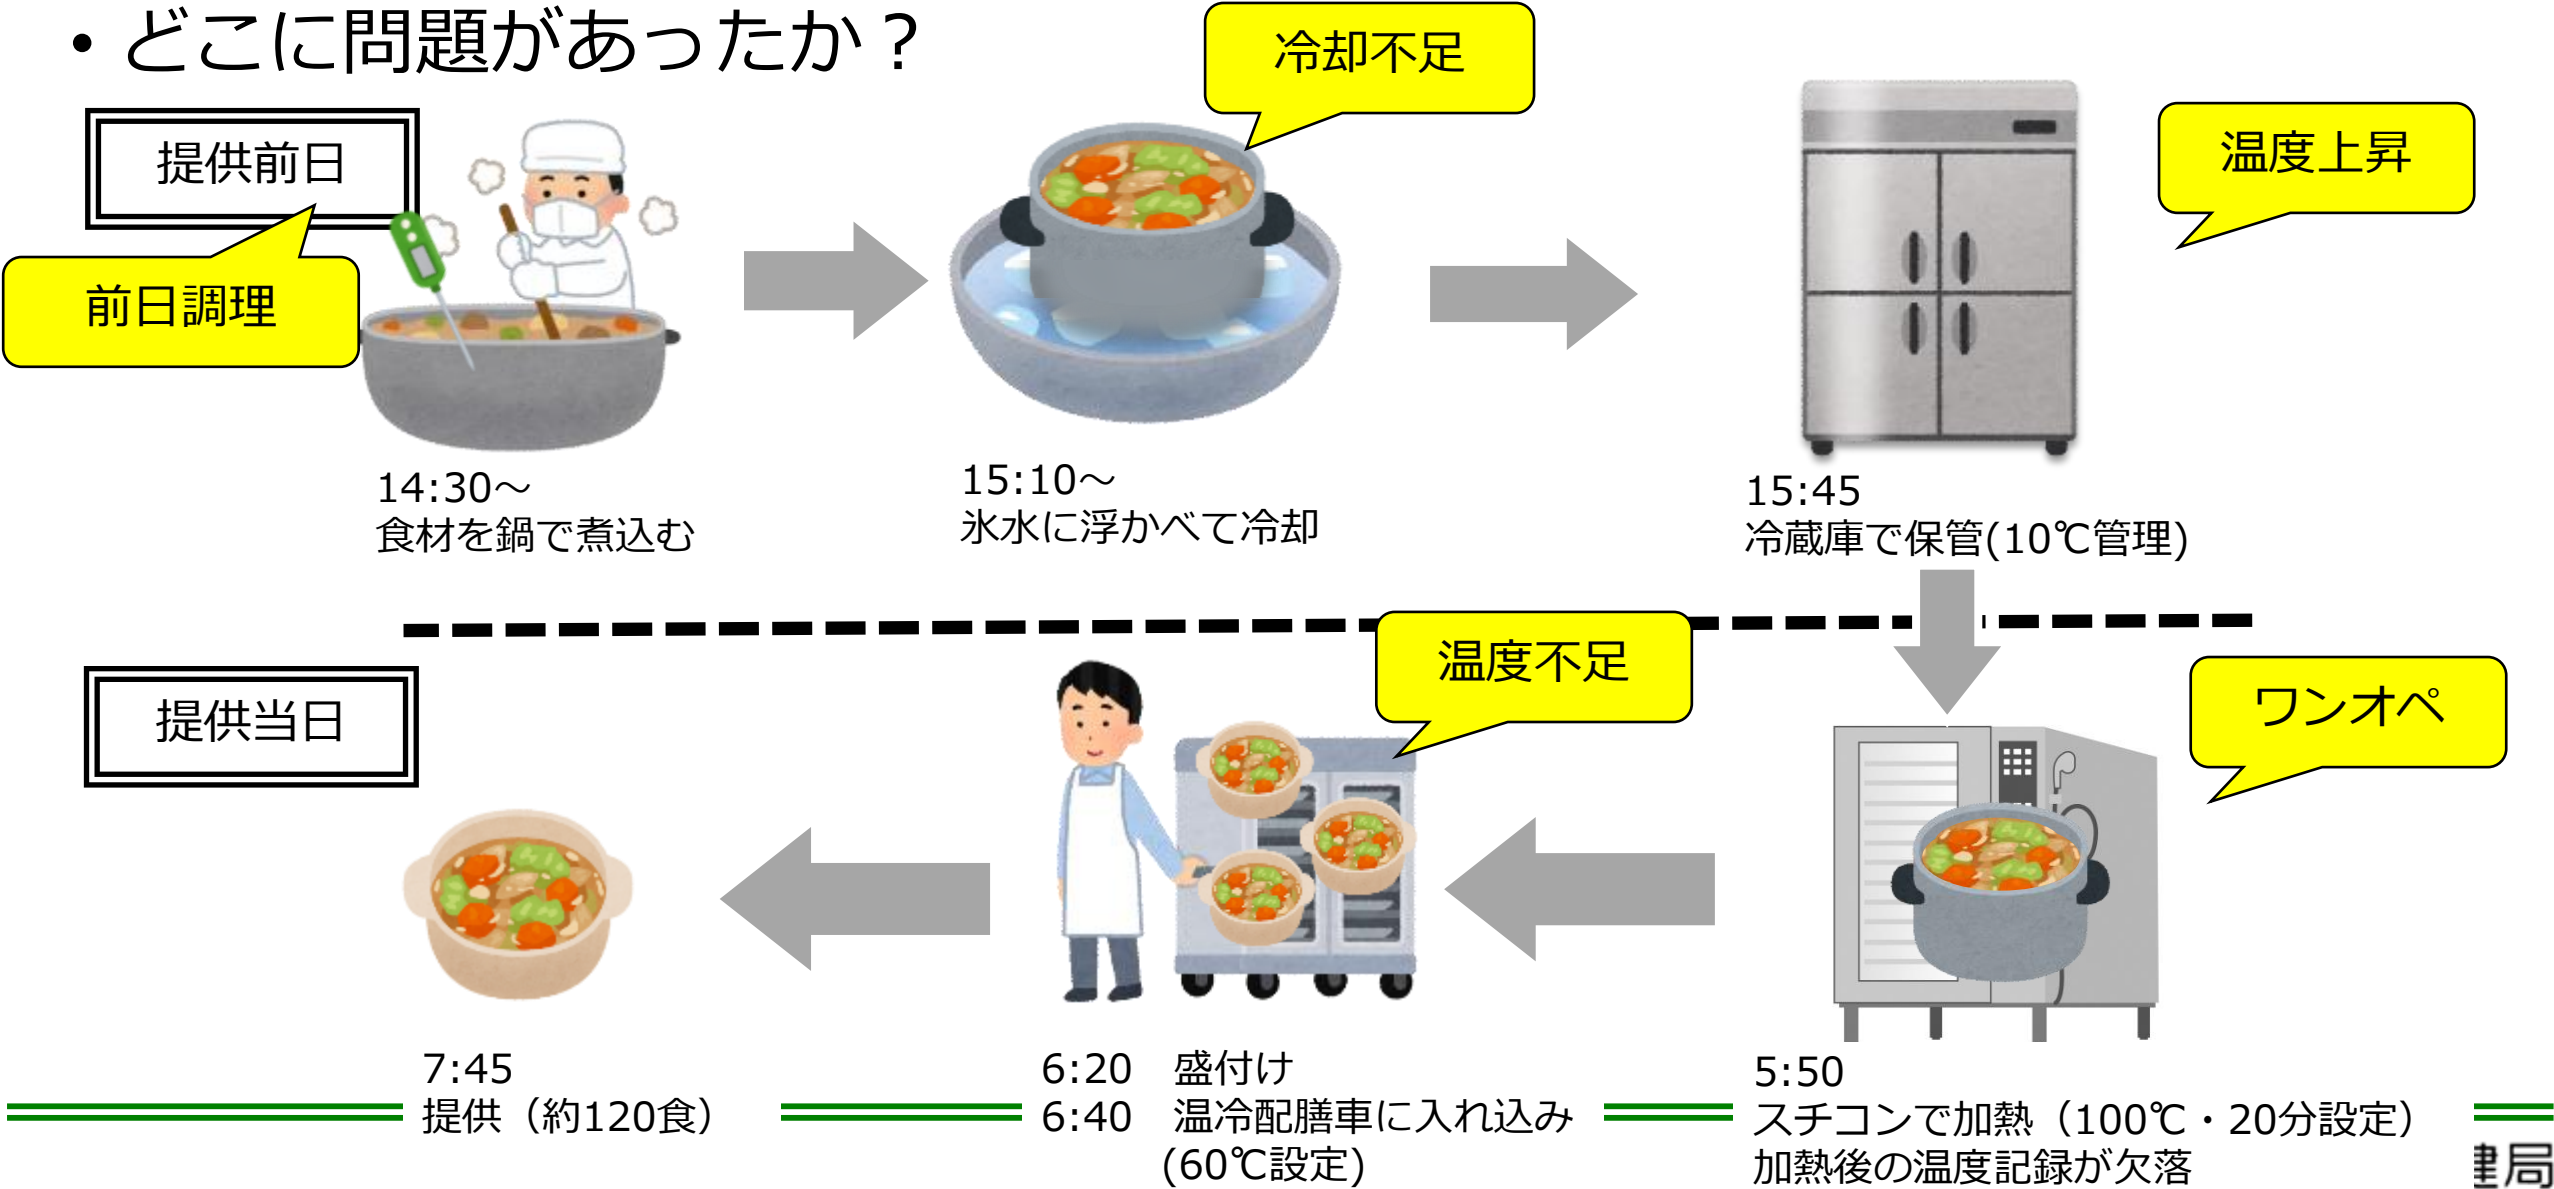 ・どこに問題があったか？
冷却不足
温度上昇
提供前日
前日調理
14:30～
食材を鍋で煮込む
15:10～
氷水に浮かべて冷却
15:45
冷蔵庫で保管(10℃管理)
提供当日
温度不足
ワンオペ
7:45
提供（約120食）
6:20　盛付け
6:40　温冷配膳車に入れ込み
(60℃設定)
5:50
スチコンで加熱（100℃・20分設定）
加熱後の温度記録が欠落
局